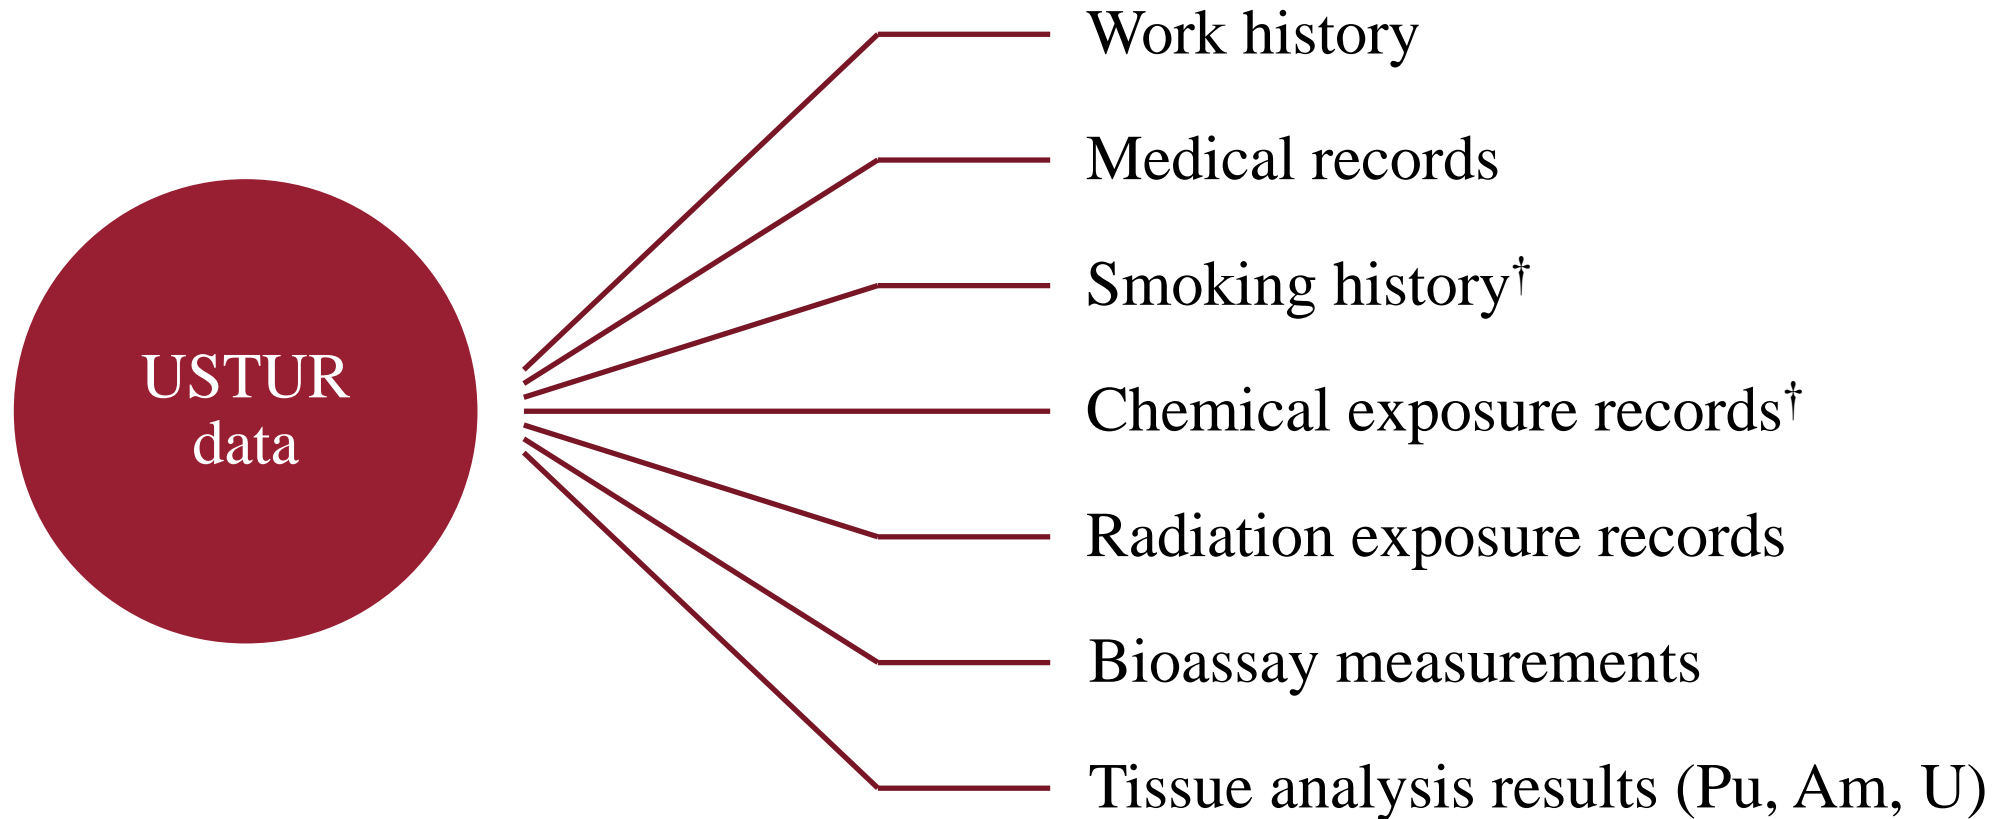 USTUR
data
Work history
Medical records
Smoking history†
Chemical exposure records†
Radiation exposure records
Bioassay measurements
Tissue analysis results (Pu, Am, U)